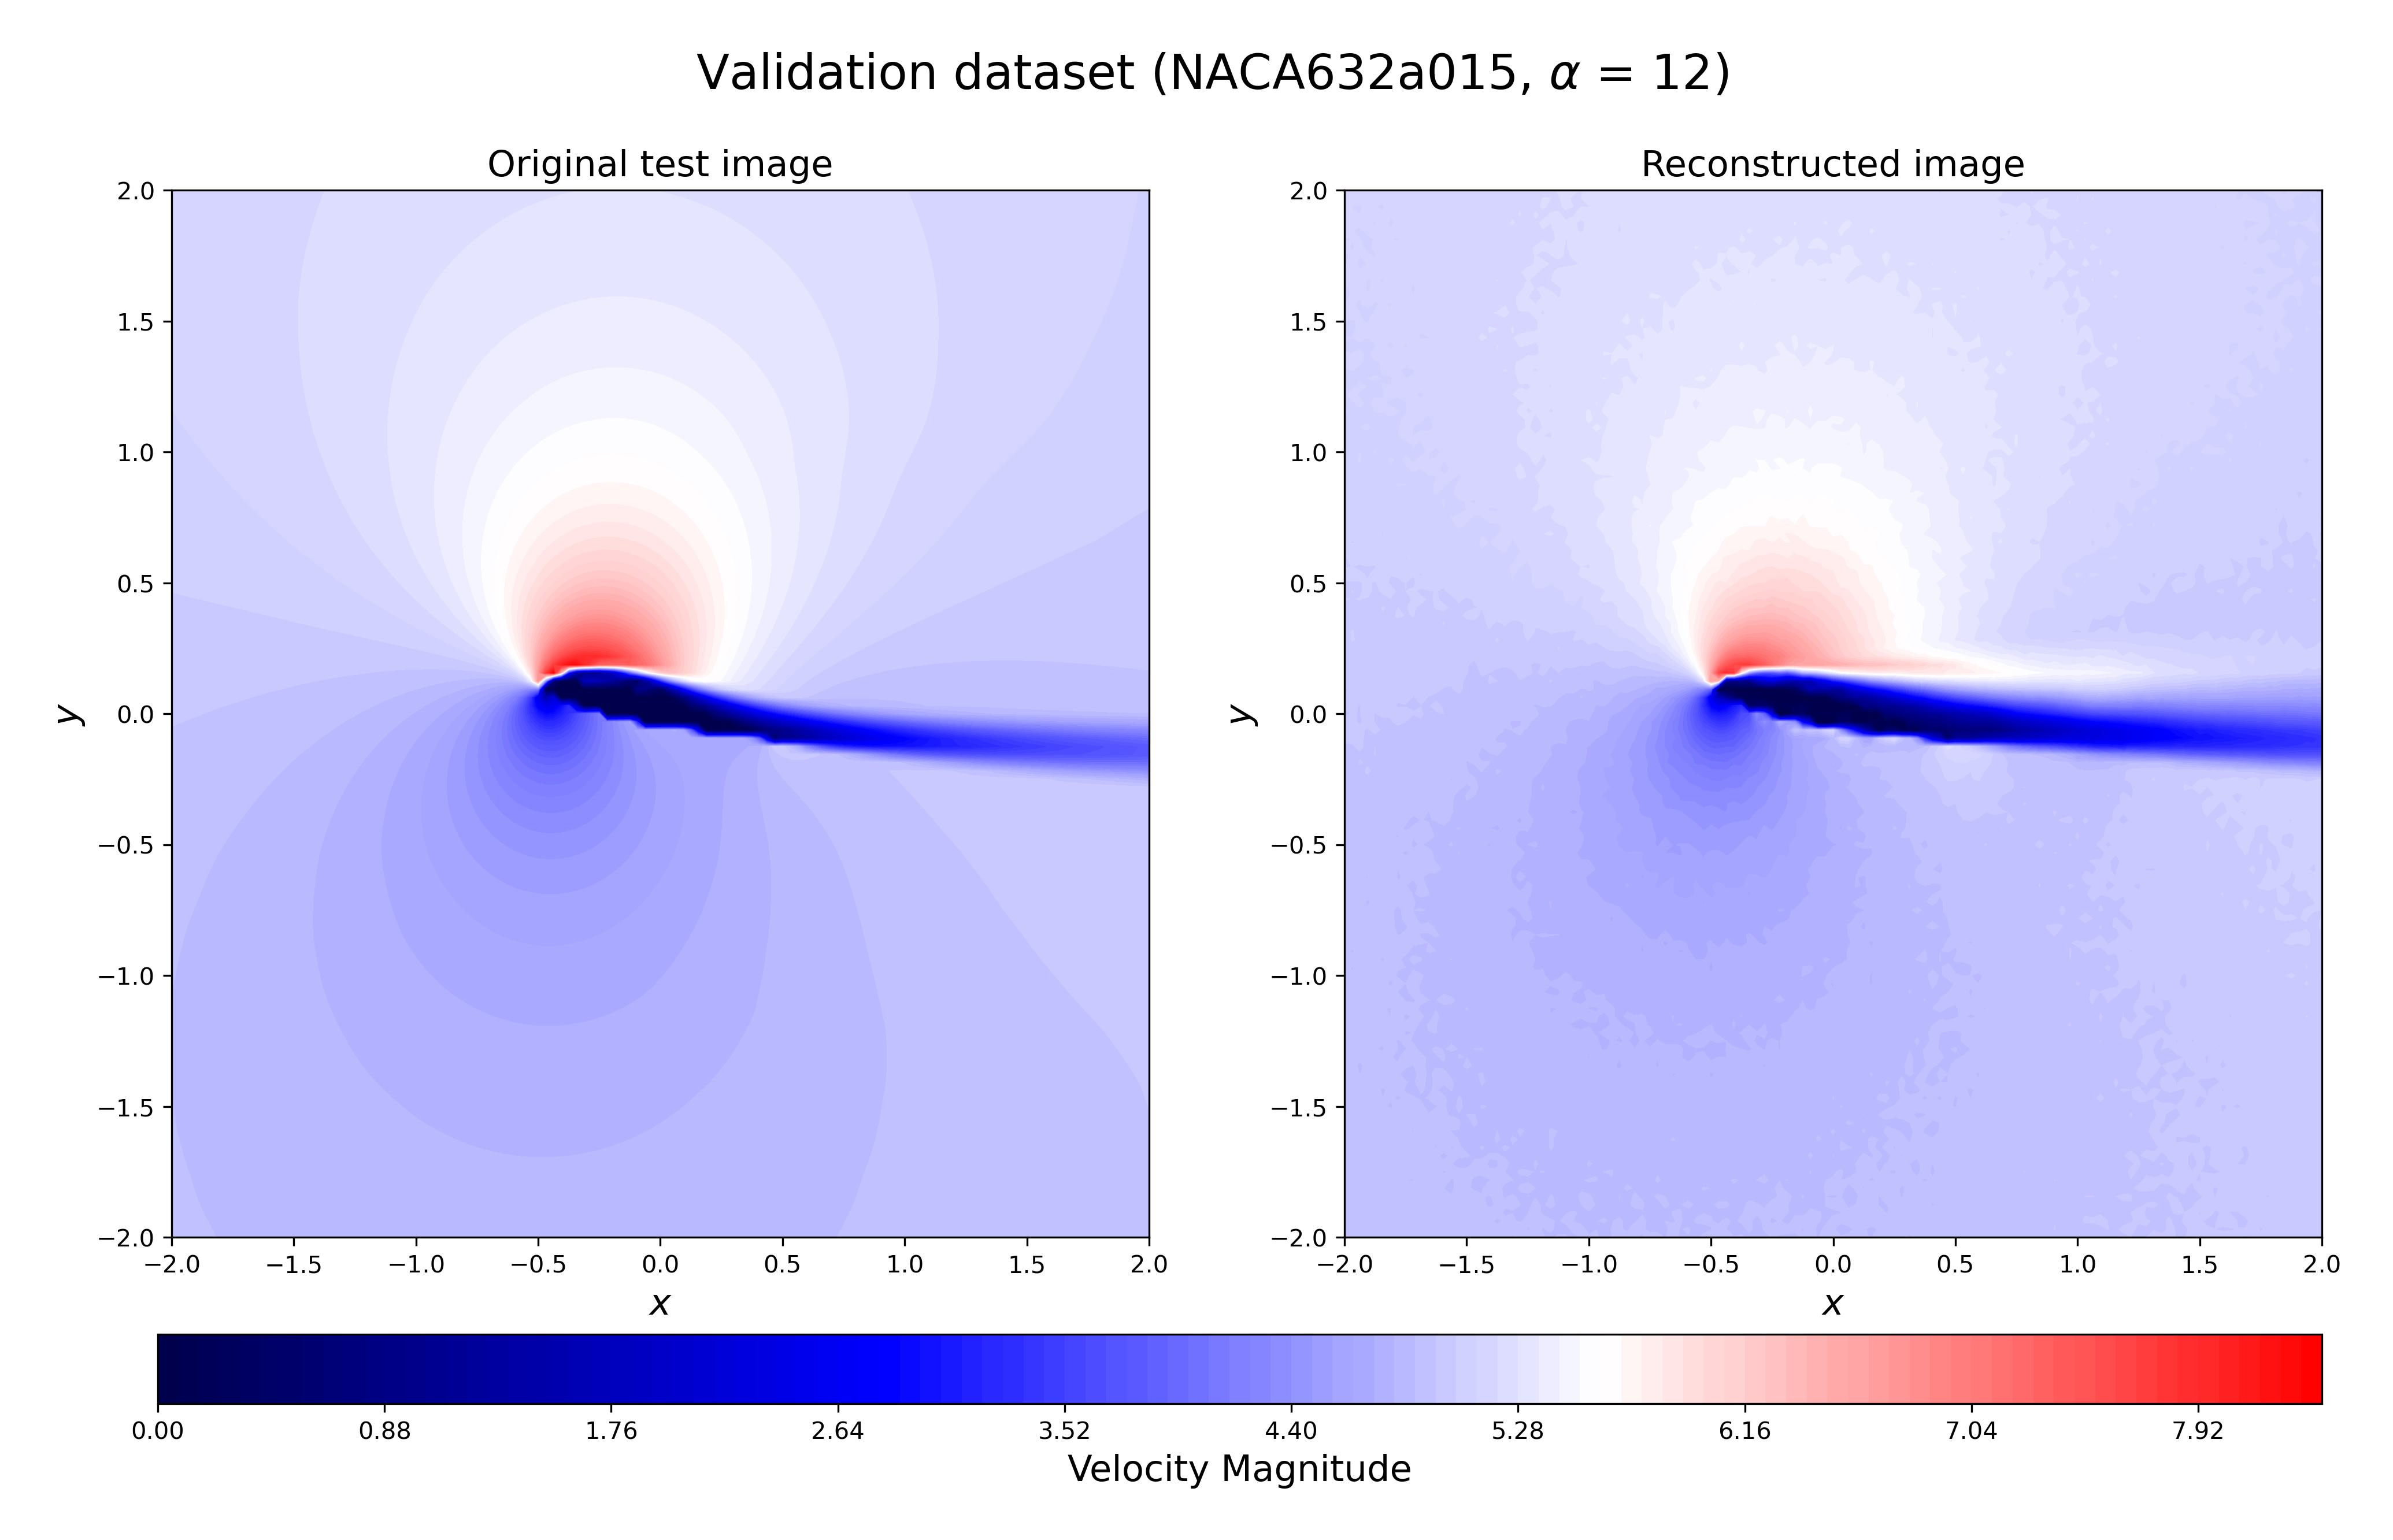 Validation dataset (NACA632a015, α = 12)
Original test image
Reconstructed image
2.0
1.5
1.0
0.5
0.0
−0.5
−1.0
−1.5
−2.0
y
−2.0 −1.5 −1.0 −0.5 0.0 0.5 1.0 1.5 2.0
x
2.0
1.5
1.0
0.5
0.0
−0.5
−1.0
−1.5
−2.0
y
−2.0 −1.5 −1.0 −0.5 0.0 0.5 1.0 1.5 2.0
x
0.00 0.88 1.76 2.64 3.52 4.40 5.28 6.16 7.04 7.92
Velocity Magnitude